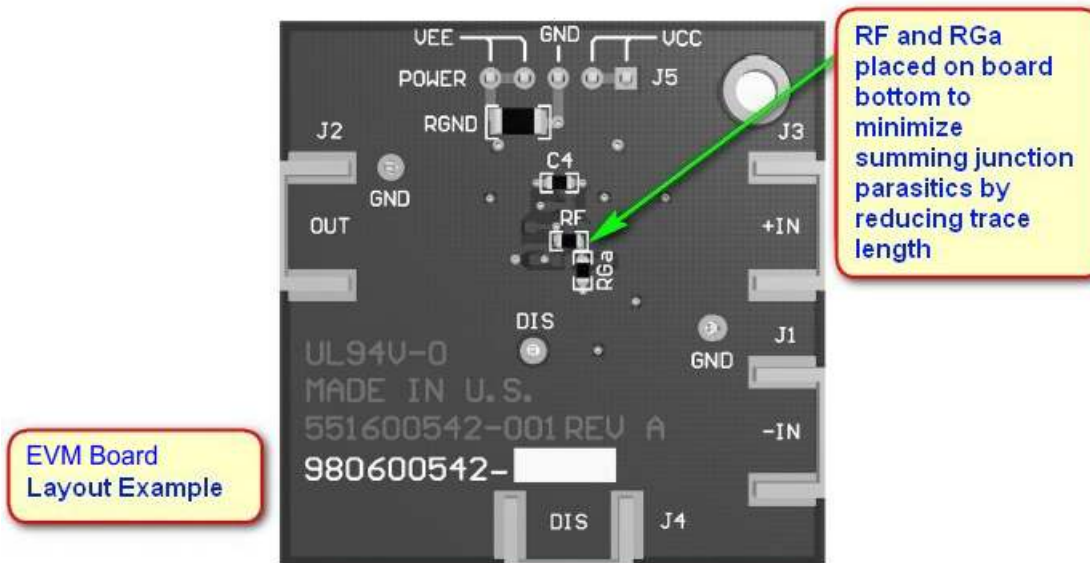 VEE GND VCC
POWER J5
RGND
J2
C4
J3
GND
RF
OUT
+IN
RGa
DIS
J1
GND
UL94V-0
MADE IN U.S.
551600542-001 REV A
-IN
980600542-
DIS
J4
RF and RGa
placed on board
bottom to
minimize
summing junction
parasitics by
reducing trace
length
EVM Board
Layout Example